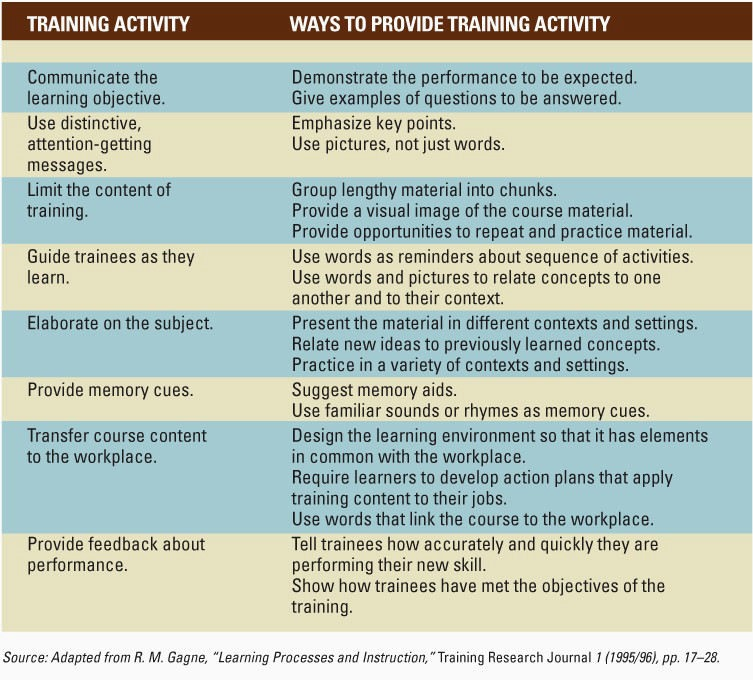 TRAINING ACTIVITY WAYS TO PROVIDE TRAINING ACTIVITY
Communicate the learning objective.
Demonstrate the performance to be expected.
Give examples of questions to be answered.
Use distinctive,
attention-getting
messages.
Emphasize key points.
Use pictures, not just words.
Limit the content of
training.
Group lengthy material into chunks.
Provide a visual image of the course material.
Provide opportunities to repeat and practice material.
Guide trainees as they
learn.
Use words as reminders about sequence of activities.
Use words and pictures to relate concepts to one
another and to their context.
Elaborate on the subject.
Present the material in different contexts and settings.
Relate new ideas to previously learned concepts.
Practice in a variety of contexts and settings.
Provide memory cues.
Suggest memory aids.
Use familiar sounds or rhymes as memory cues.
Transfer course content
to the workplace.
Design the learning environment so that it has elements
in common with the workplace.
Require learners to develop action plans that apply
training content to their jobs.
Use words that link the course to the workplace.
Provide feedback about
performance.
Tell trainees how accurately and quickly they are
performing their new skill.
Show how trainees have met the objectives of the
training.
Source: Adapted from R. M. Gagne, “Learning Processes and Instruction,” Training Research Journal 1 (1995/96), pp. 17–28.